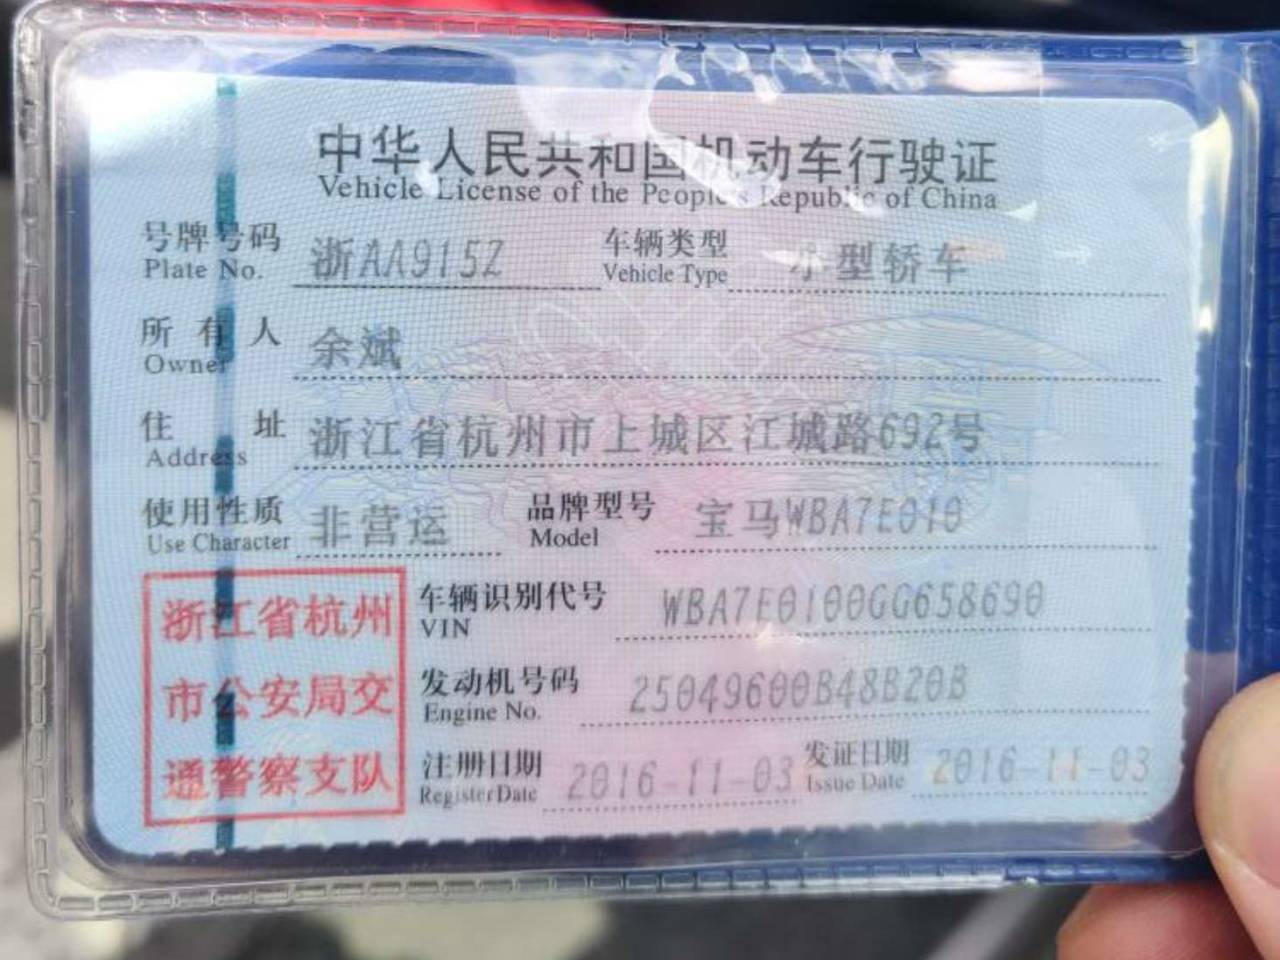 中华人民共和国机动车行驶证
Vehicle License of the People's Republic of China
号牌号码 浙AA915Z 车辆类型 小型轿车
Plate No. Vehicle Type
所有人 余斌
Owner
住址 浙江省杭州市上城区江城路692号
Address
使用性质 非营运 品牌型号 宝马WBA7E010
Use Character Model
浙江省杭州
市公安局交
通警察支队
车辆识别代号 WBA7E0100GG658690
VIN
发动机号码 25049600B48B20B
Engine No.
注册日期 2016-11-03 发证日期 2016-11-03
Register Date Issue Date